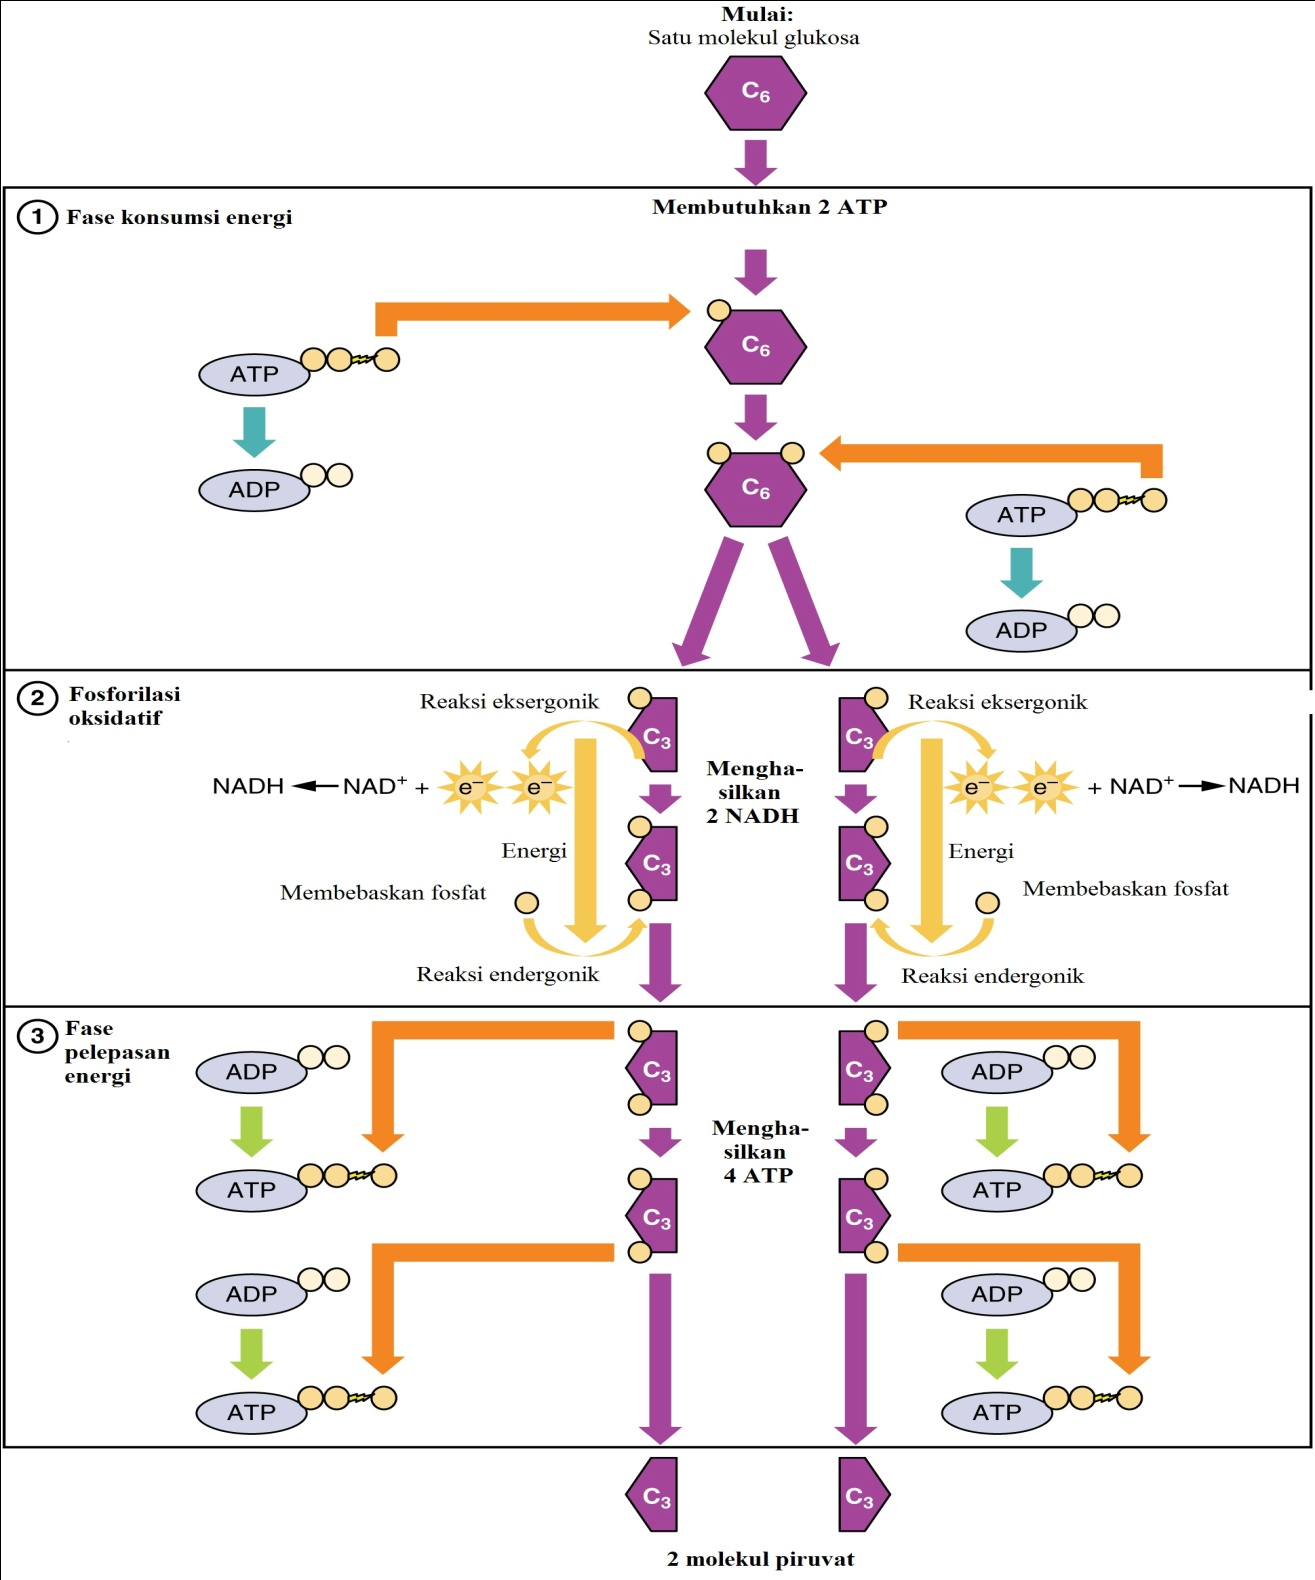 Mulai:
Satu molekul glukosa
C₆
1 Fase konsumsi energi
Membutuhkan 2 ATP
C₆
ATP
ADP
C₆
ATP
ADP
2 Fosforilasi
oksidatif
Reaksi eksergonik
C₃
C₃
Reaksi eksergonik
NADH ← NAD⁺ + e⁻ e⁻
Mengha-
silkan
2 NADH
e⁻ e⁻ + NAD⁺ → NADH
Energi
C₃
C₃
Energi
Membebaskan fosfat
Membebaskan fosfat
Reaksi endergonik
Reaksi endergonik
3 Fase
pelepasan
energi
ADP
C₃
C₃
ADP
Mengha-
silkan
4 ATP
ATP
ATP
C₃
C₃
ADP
ADP
ATP
ATP
C₃
C₃
2 molekul piruvat